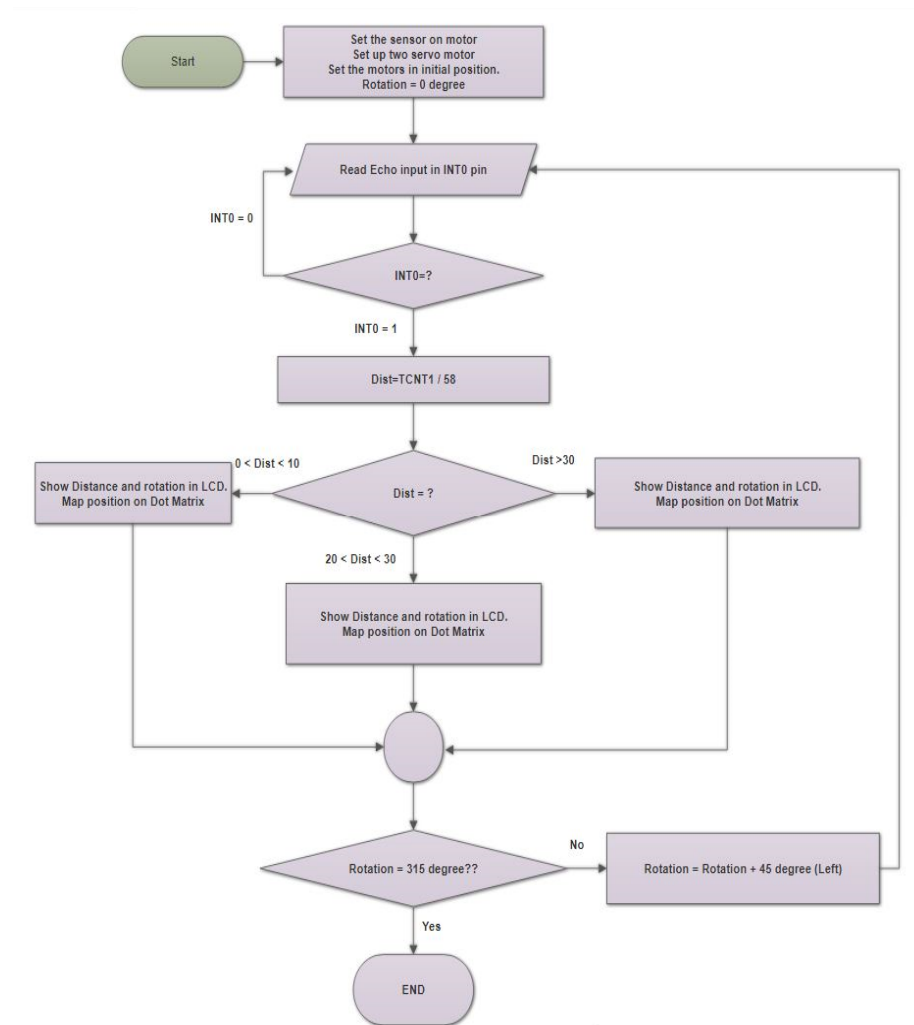 Start
Set the sensor on motor
Set up two servo motor
Set the motors in initial position.
Rotation = 0 degree
Read Echo input in INT0 pin
INT0 = 0
INT0=?
INT0 = 1
Dist=TCNT1 / 58
0 < Dist < 10
Dist = ?
Dist >30
Show Distance and rotation in LCD.
Map position on Dot Matrix
Show Distance and rotation in LCD.
Map position on Dot Matrix
20 < Dist < 30
Show Distance and rotation in LCD.
Map position on Dot Matrix
Rotation = 315 degree??
No
Rotation = Rotation + 45 degree (Left)
Yes
END